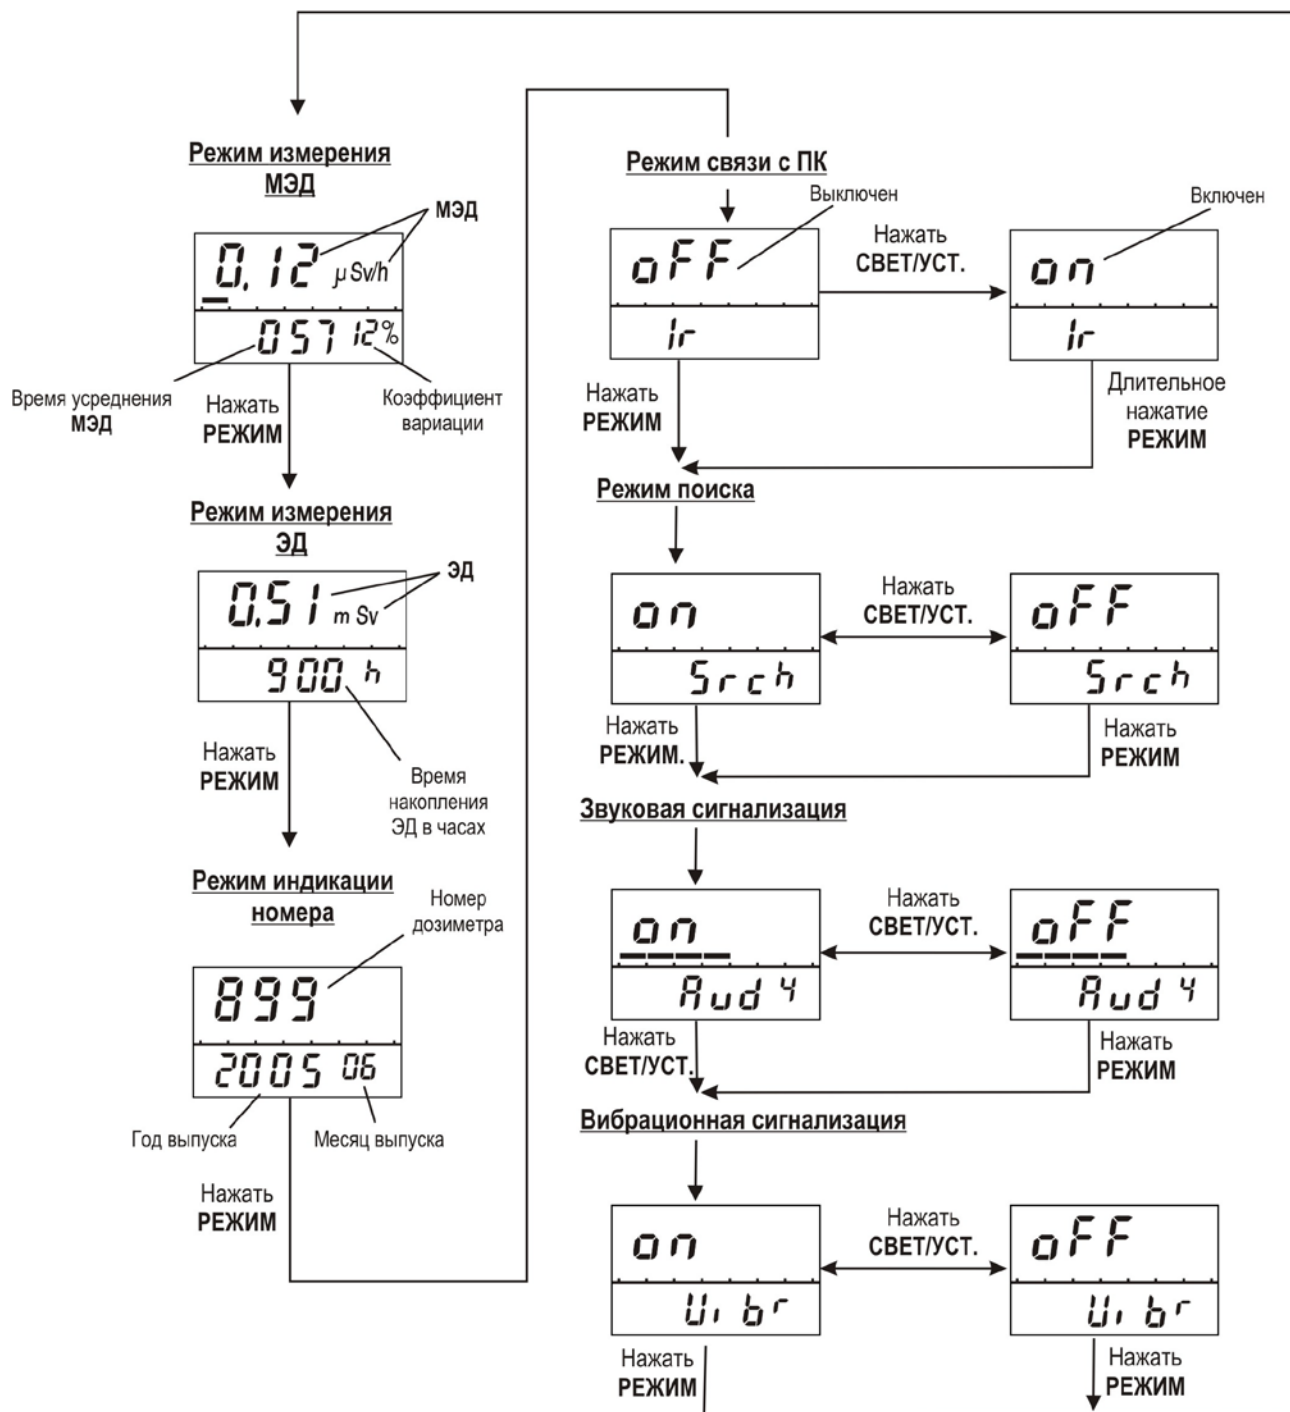 Режим измерения
МЭД
МЭД
0.12 µ Sv/h
057 12%
Время усреднения
МЭД
Коэффициент
вариации
Нажать
РЕЖИМ
Режим измерения
ЭД
ЭД
0.51 m Sv
900 h
Нажать
РЕЖИМ
Время
накопления
ЭД в часах
Режим индикации
номера
Номер
дозиметра
899
2005 06
Год выпуска
Месяц выпуска
Нажать
РЕЖИМ
Режим связи с ПК
Выключен
Включен
oFF
Ir
Нажать
СВЕТ/УСТ.
on
Ir
Нажать
РЕЖИМ
Длительное
нажатие
РЕЖИМ
Режим поиска
on
Srch
Нажать
СВЕТ/УСТ.
oFF
Srch
Нажать
РЕЖИМ.
Нажать
РЕЖИМ
Звуковая сигнализация
on
Aud 4
Нажать
СВЕТ/УСТ.
oFF
Aud 4
Нажать
СВЕТ/УСТ.
Нажать
РЕЖИМ
Вибрационная сигнализация
on
Vibr
Нажать
СВЕТ/УСТ.
oFF
Vibr
Нажать
РЕЖИМ
Нажать
РЕЖИМ